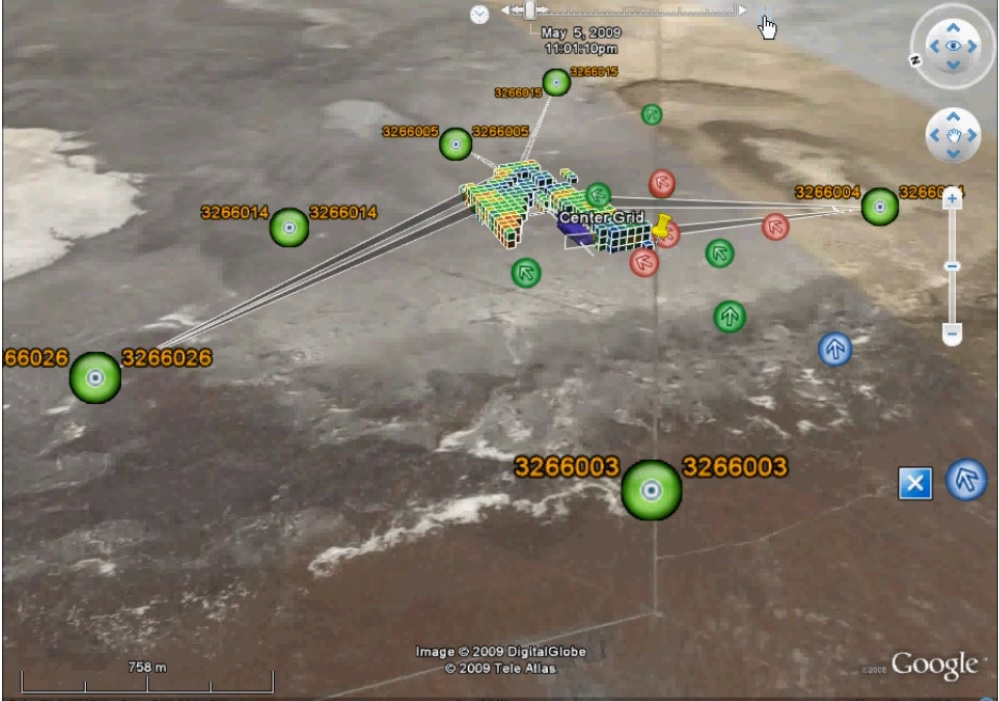 May 5, 2009
11:01:10pm
3266015
3266015
3266005 3266005
3266004
3266014 3266014
Center Grid
66026 3266026
3266003 3266003
758 m
Image © 2009 DigitalGlobe
© 2009 Tele Atlas
©2008 Google